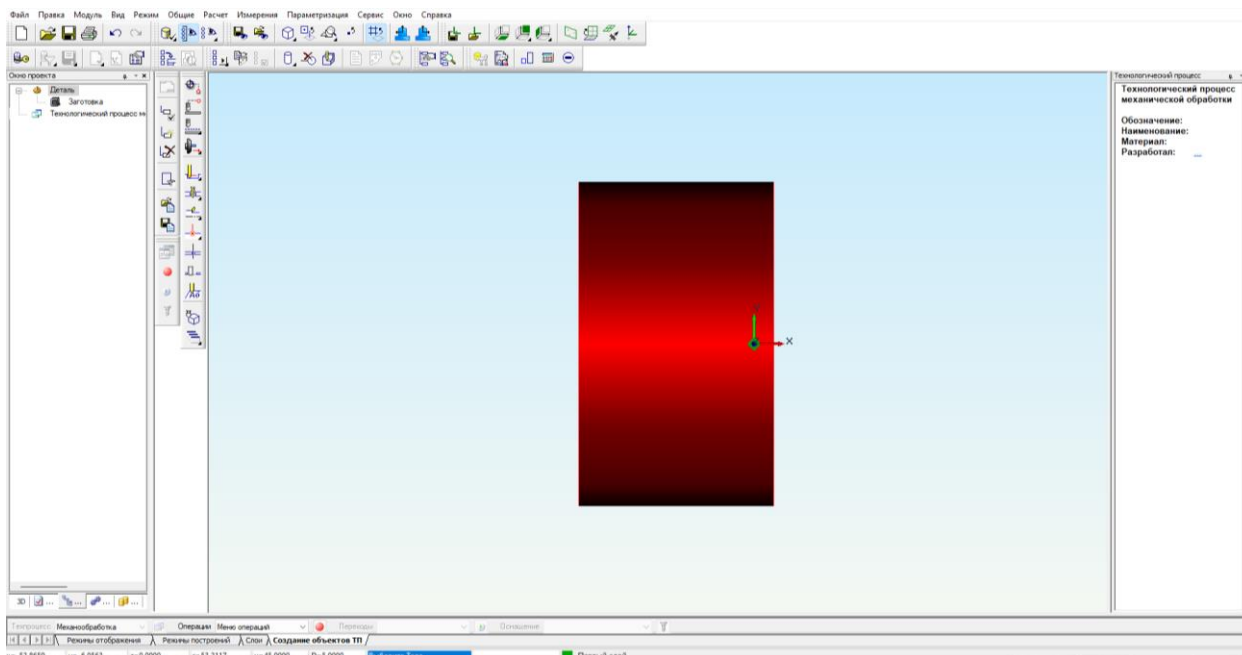 Файл Правка Модуль Вид Режим Общие Расчет Измерения Параметризация Сервис Окно Справка
Окно проекта
Деталь
Заготовка
Технологический процесс ме
3D
Технологический процесс
Технологический процесс
механической обработки
Обозначение:
Наименование:
Материал:
Разработал:
Y
X
Техпроцесс Механообработка Операции Меню операций Переходы Оснащение
Режимы отображения Режимы построений Слои Создание объектов ТП